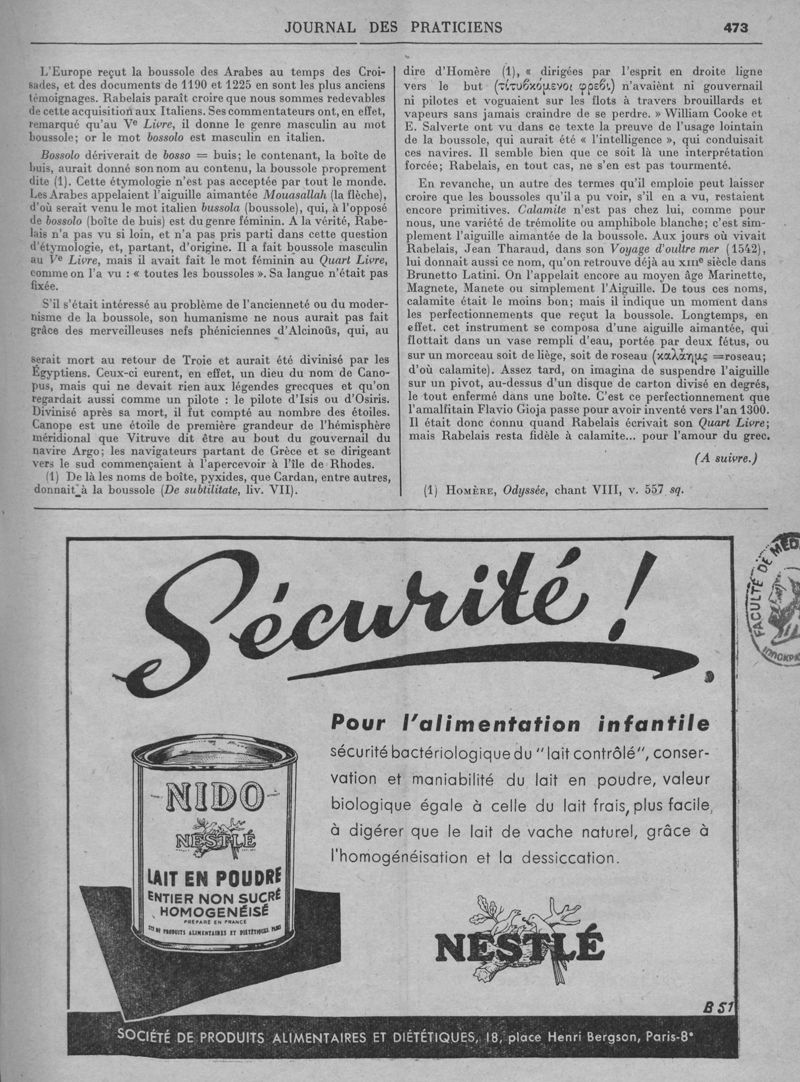 JOURNAL DES PRATICIENS
473
L'Europe reçut la boussole des Arabes au temps des Croi-
sades, et des documents de 1190 et 1225 en sont les plus anciens
témoignages. Rabelais paraît croire que nous sommes redevables
de cette acquisition aux Italiens. Ses commentateurs ont, en effet,
remarqué qu'au Ve Livre, il donne le genre masculin au mot
boussole; or le mot bossolo est masculin en italien.
Bossolo dériverait de bosso = buis; le contenant, la boîte de
buis, aurait donné son nom au contenu, la boussole proprement
dite (1). Cette étymologie n'est pas acceptée par tout le monde.
Les Arabes appelaient l'aiguille aimantée Mouasallah (la flèche),
d'où serait venu le mot italien bussola (boussole), qui, à l'opposé
de bossolo (boîte de buis) est du genre féminin. A la vérité, Rabe-
lais n'a pas vu si loin, et n'a pas pris parti dans cette question
d'étymologie, et, partant, d'origine. Il a fait boussole masculin
au Ve Livre, mais il avait fait le mot féminin au Quart Livre,
comme on l'a vu : « toutes les boussoles ». Sa langue n'était pas
fixée.
S'il s'était intéressé au problème de l'ancienneté ou du moder-
nisme de la boussole, son humanisme ne nous aurait pas fait
grâce des merveilleuses nefs phéniciennes d'Alcinoüs, qui, au
serait mort au retour de Troie et aurait été divinisé par les
Égyptiens. Ceux-ci eurent, en effet, un dieu du nom de Cano-
pus, mais qui ne devait rien aux légendes grecques et qu'on
regardait aussi comme un pilote : le pilote d'Isis ou d'Osiris.
Divinisé après sa mort, il fut compté au nombre des étoiles.
Canope est une étoile de première grandeur de l'hémisphère
méridional que Vitruve dit être au bout du gouvernail du
navire Argo; les navigateurs partant de Grèce et se dirigeant
vers le sud commençaient à l'apercevoir à l'île de Rhodes.
(1) De là les noms de boîte, pyxides, que Cardan, entre autres,
donnait à la boussole (De subtilitate, liv. VII).
dire d'Homère (1), « dirigées par l'esprit en droite ligne
vers le but (τίτυϐκόμενοι φρεϐι) n'avaient ni gouvernail
ni pilotes et voguaient sur les flots à travers brouillards et
vapeurs sans jamais craindre de se perdre. » William Cooke et
E. Salverte ont vu dans ce texte la preuve de l'usage lointain
de la boussole, qui aurait été « l'intelligence », qui conduisait
ces navires. Il semble bien que ce soit là une interprétation
forcée; Rabelais, en tout cas, ne s'en est pas tourmenté.
En revanche, un autre des termes qu'il emploie peut laisser
croire que les boussoles qu'il a pu voir, s'il en a vu, restaient
encore primitives. Calamite n'est pas chez lui, comme pour
nous, une variété de trémolite ou amphibole blanche; c'est sim-
plement l'aiguille aimantée de la boussole. Aux jours où vivait
Rabelais, Jean Tharaud, dans son Voyage d'oultre mer (1542),
lui donnait aussi ce nom, qu'on retrouve déjà au XIIIe siècle dans
Brunetto Latini. On l'appelait encore au moyen âge Marinette,
Magnete, Manete ou simplement l'Aiguille. De tous ces noms,
calamite était le moins bon; mais il indique un moment dans
les perfectionnements que reçut la boussole. Longtemps, en
effet. cet instrument se composa d'une aiguille aimantée, qui
flottait dans un vase rempli d'eau, portée par deux fétus, ou
sur un morceau soit de liège, soit de roseau (=roseau;
d'où calamite). Assez tard, on imagina de suspendre l'aiguille
sur un pivot, au-dessus d'un disque de carton divisé en degrés,
le tout enfermé dans une boîte. C'est ce perfectionnement que
l'amalfitain Flavio Gioja passe pour avoir inventé vers l'an 1300.
Il était donc connu quand Rabelais écrivait son Quart Livre;
mais Rabelais resta fidèle à calamite... pour l'amour du grec.
(A suivre.)
(1) HOMÈRE, Odyssée, chant VIII, v. 557 sq.
Sécurité !
FACULTÉ DE MED
Pour l'alimentation infantile
sécurité bactériologique du "lait contrôlé", conser-
vation et maniabilité du lait en poudre, valeur
biologique égale à celle du lait frais, plus facile
à digérer que le lait de vache naturel, grâce à
l'homogénéisation et la dessiccation.
NIDO
NESTLÉ
LAIT EN POUDRE
ENTIER NON SUCRÉ
HOMOGENÉISÉ
PRÉPARÉ EN FRANCE
STÉ DE PRODUITS ALIMENTAIRES ET DIÉTÉTIQUES, PARIS
NESTLÉ
B 51
SOCIÉTÉ DE PRODUITS ALIMENTAIRES ET DIÉTÉTIQUES, 18, place Henri Bergson, Paris-8e